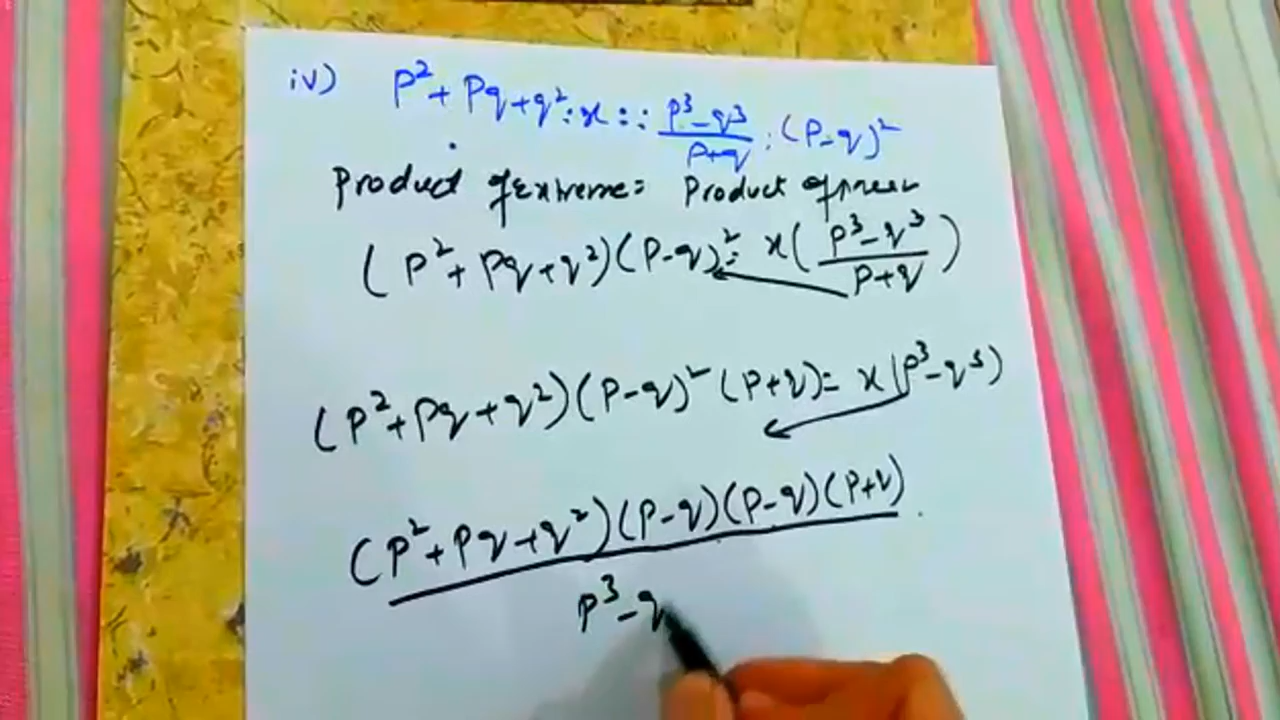 iv) P² + Pq + q² : x :: (P³ - q³)/(P+q) : (P - q)²
Product of Extreme = Product of mean
(P² + Pq + q²)(P - q)² = x((P³ - q³)/(P+q))
(P² + Pq + q²)(P - q)² (P+q) = x(P³ - q³)
(P² + Pq + q²)(P - q)(P - q)(P+q)
P³ - q